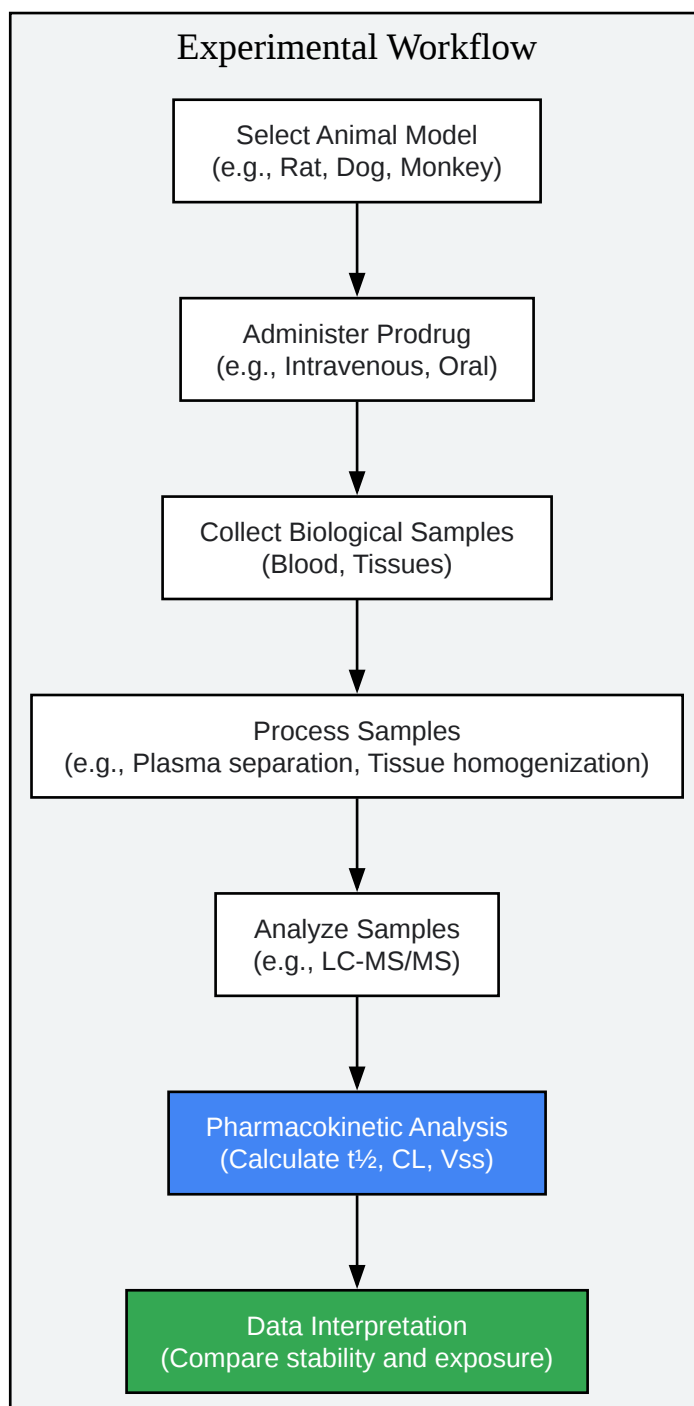 Experimental Workflow
Select Animal Model
(e.g., Rat, Dog, Monkey)
Administer Prodrug
(e.g., Intravenous, Oral)
Collect Biological Samples
(Blood, Tissues)
Process Samples
(e.g., Plasma separation, Tissue homogenization)
Analyze Samples
(e.g., LC-MS/MS)
Pharmacokinetic Analysis
(Calculate t½, CL, Vss)
Data Interpretation
(Compare stability and exposure)